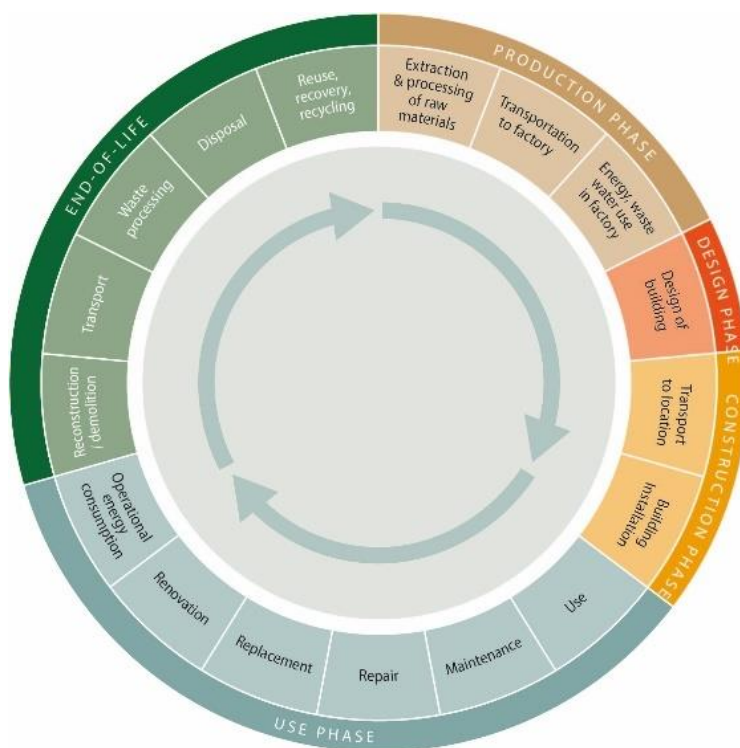 PRODUCTION PHASE
Extraction
& processing
of raw
materials
Transportation
to factory
Energy, waste
water use
in factory
DESIGN PHASE
Design of
building
CONSTRUCTION PHASE
Transport
to location
Building
Installation
USE PHASE
Use
Maintenance
Repair
Replacement
Renovation
Operational
energy
consumption
END-OF-LIFE
Reconstruction
/ demolition
Transport
Waste
processing
Disposal
Reuse,
recovery,
recycling